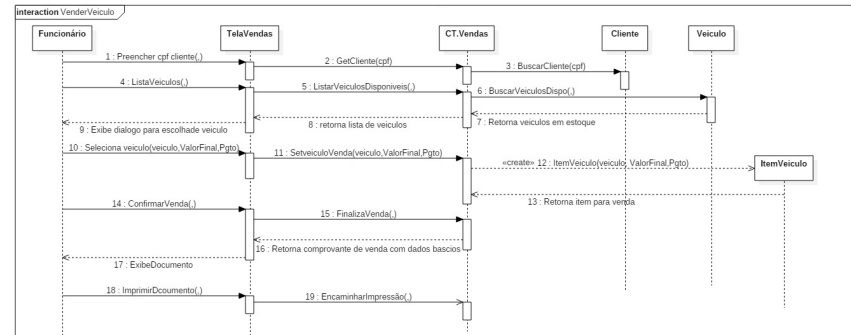 interaction VenderVeiculo
Funcionário
TelaVendas
CT.Vendas
Cliente
Veiculo
1 : Preencher cpf cliente(,)
2 : GetCliente(cpf)
3 : BuscarCliente(cpf)
4 : ListaVeiculos(,)
5 : ListarVeiculosDisponiveis(,)
6 : BuscarVeiculosDispo(,)
7 : Retorna veiculos em estoque
8 : retorna lista de veiculos
9 : Exibe dialogo para escolhade veiculo
10 : Seleciona veiculo(veiculo,ValorFinal,Pgto)
11 : SetveiculoVenda(veiculo,ValorFinal,Pgto)
«create» 12 : ItemVeiculo(veiculo, ValorFinal,Pgto)
ItemVeiculo
13 : Retorna item para venda
14 : ConfirmarVenda(,)
15 : FinalizaVenda(,)
16 : Retorna comprovante de venda com dados bascios
17 : ExibeDocumento
18 : ImprimirDcoumento(,)
19 : EncaminharImpressão(,)